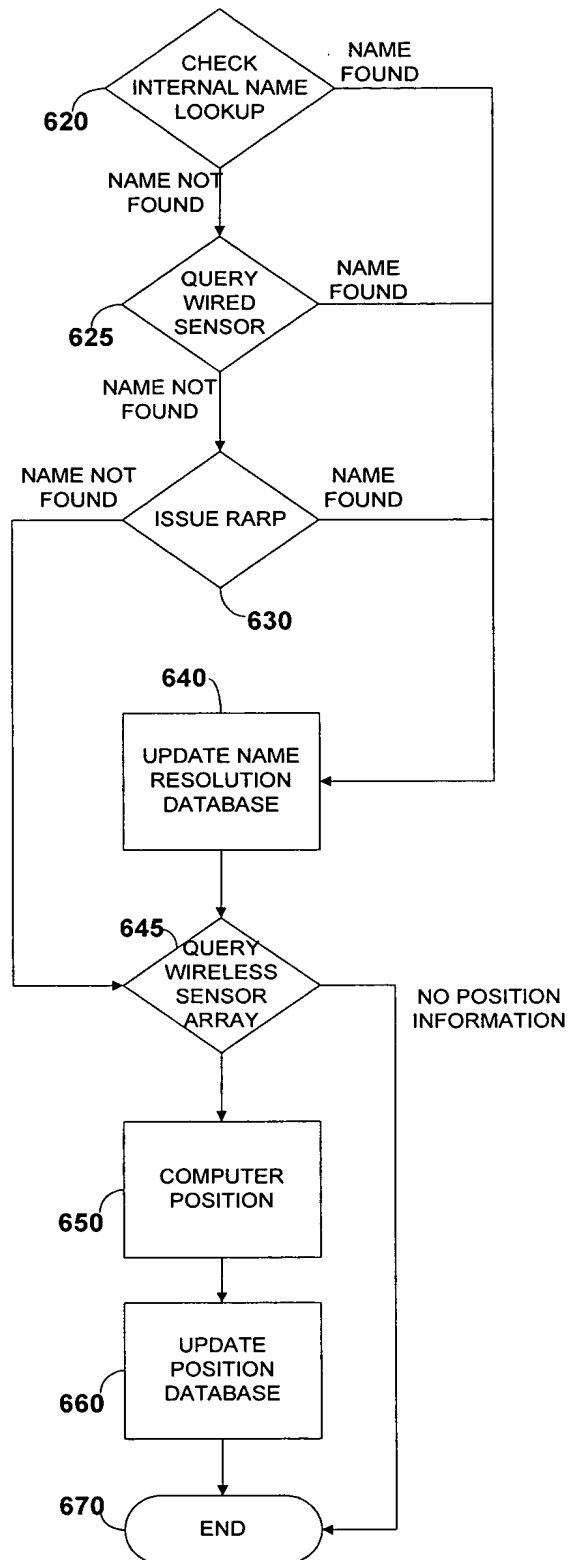 CHECK
INTERNAL NAME
LOOKUP
NAME
FOUND
620
NAME NOT
FOUND
QUERY
WIRED
SENSOR
NAME
FOUND
625
NAME NOT
FOUND
NAME NOT
FOUND
ISSUE RARP
NAME
FOUND
630
640
UPDATE NAME
RESOLUTION
DATABASE
645
QUERY
WIRELESS
SENSOR
ARRAY
NO POSITION
INFORMATION
COMPUTER
POSITION
650
UPDATE
POSITION
DATABASE
660
670
END